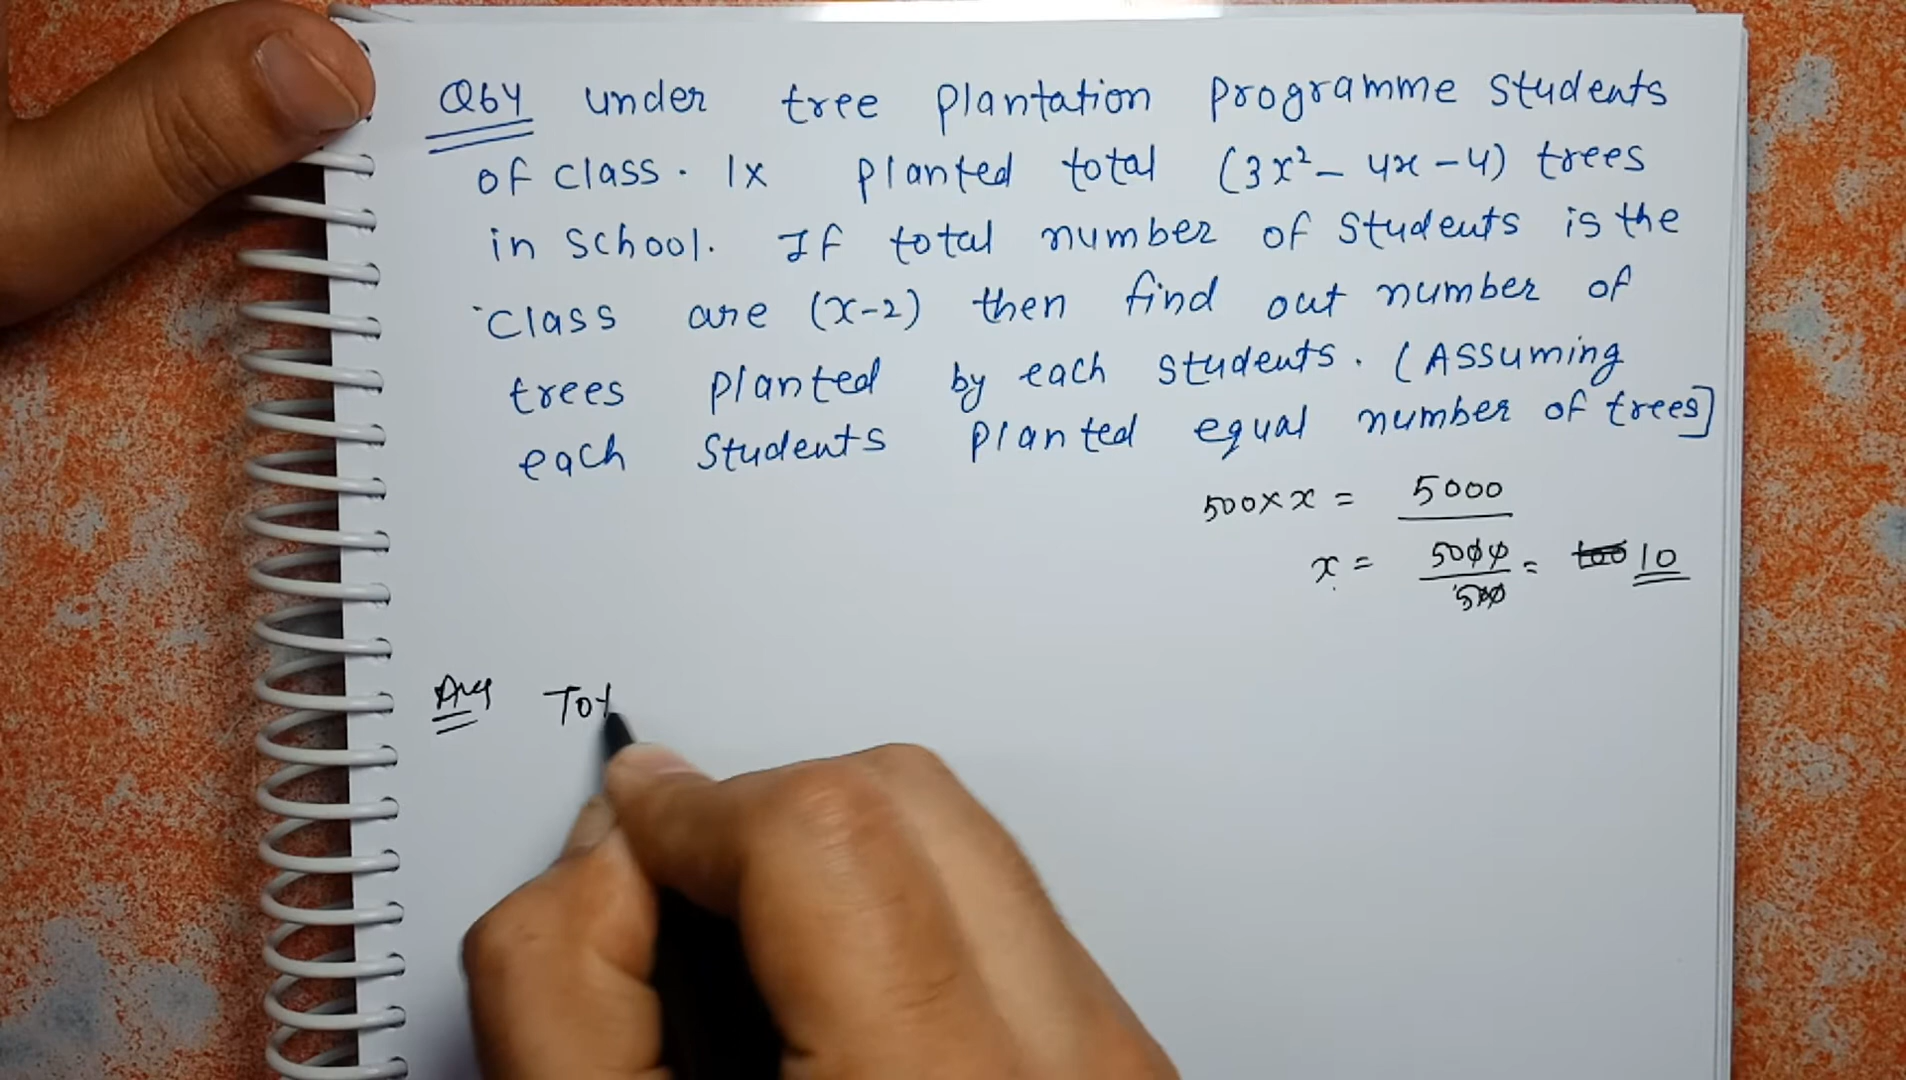 Q64 under tree plantation programme students
of class. IX planted total (3x² - 4x - 4) trees
in school. If total number of students is the
class are (x-2) then find out number of
trees planted by each students. (Assuming
each students planted equal number of trees]
500 × x = 5000
x = 5000/500 = 10
Ans Tot